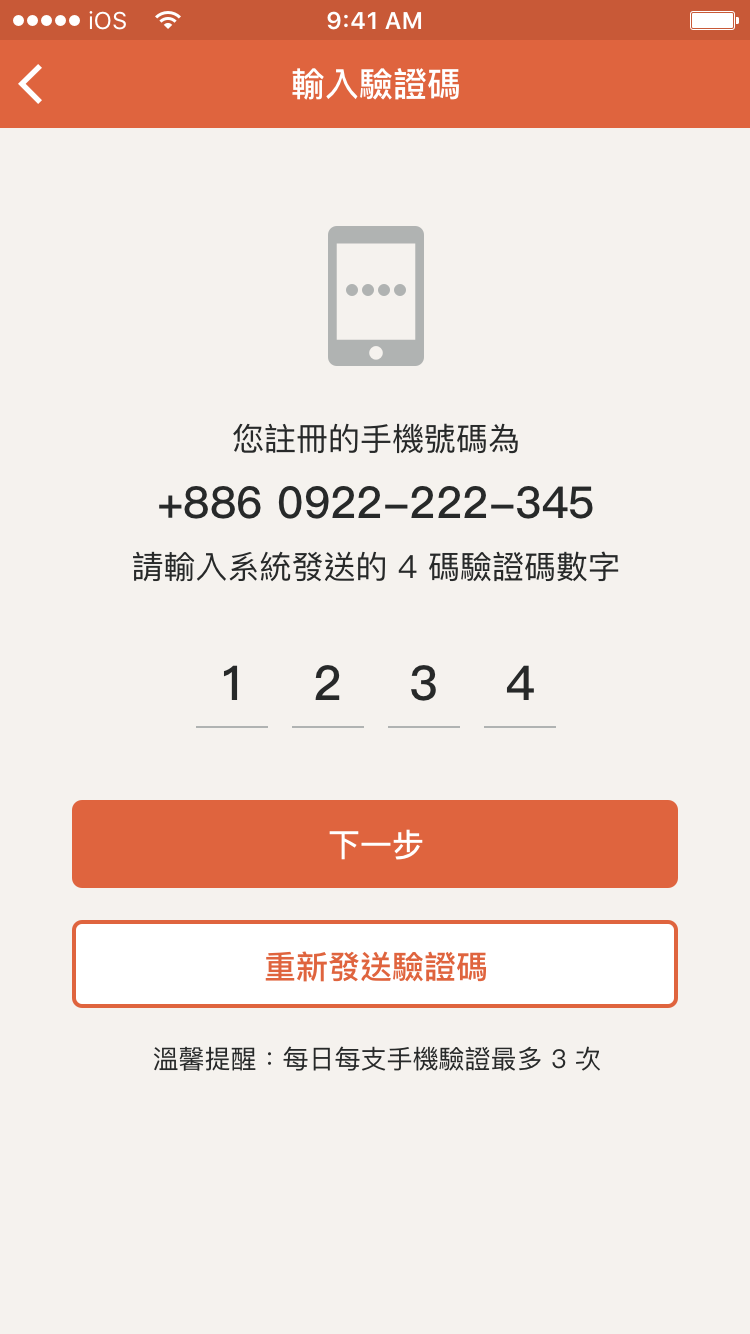 iOS 9:41 AM
輸入驗證碼
您註冊的手機號碼為
+886 0922-222-345
請輸入系統發送的 4 碼驗證碼數字
1 2 3 4
下一步
重新發送驗證碼
溫馨提醒：每日每支手機驗證最多 3 次